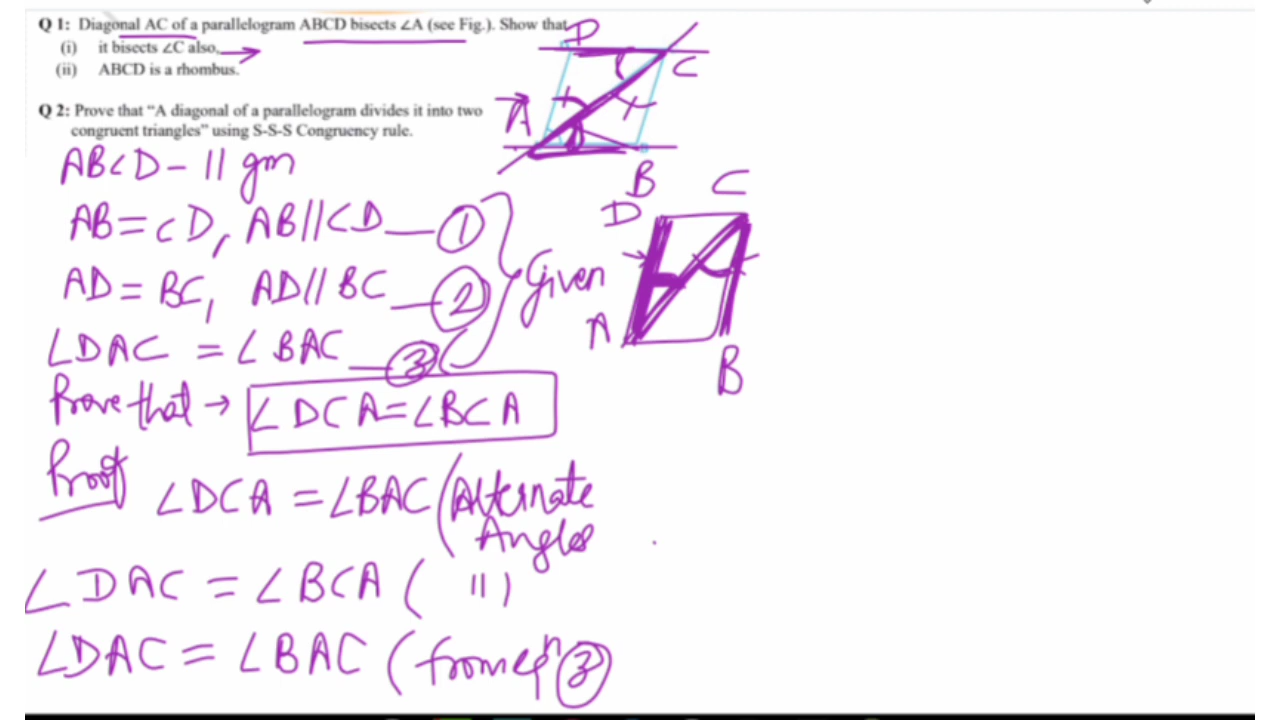 Q 1: Diagonal AC of a parallelogram ABCD bisects ∠A (see Fig.). Show that
(i) it bisects ∠C also,
(ii) ABCD is a rhombus.
Q 2: Prove that “A diagonal of a parallelogram divides it into two
congruent triangles” using S-S-S Congruency rule.
D
C
A
B
ABCD - || gm
AB = CD, AB||CD — 1
AD = BC, AD||BC — 2
Given
∠DAC = ∠BAC — 3
D
C
A
B
Prove that → ∠DCA = ∠BCA
Proof ∠DCA = ∠BAC (Alternate
Angles
∠DAC = ∠BCA ( 11 )
∠DAC = ∠BAC (from eqn 3